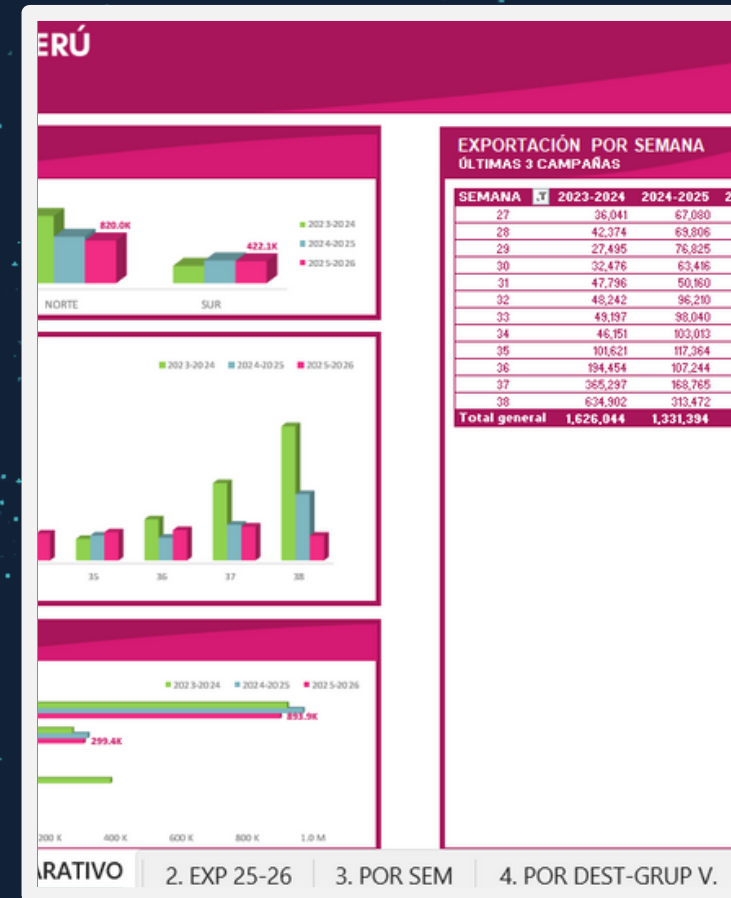 ERÚ
820.0K
422.1K
2023-2024
2024-2025
2025-2026
NORTE SUR
2023-2024 2024-2025 2025-2026
35 36 37 38
2023-2024 2024-2025 2025-2026
893.9K
299.4K
200 K 400 K 600 K 800 K 1.0 M
EXPORTACIÓN POR SEMANA
ÚLTIMAS 3 CAMPAÑAS
SEMANA 2023-2024 2024-2025 2
27 36,041 67,080
28 42,374 69,806
29 27,495 76,825
30 32,476 63,416
31 47,796 50,160
32 48,242 96,210
33 49,197 98,040
34 46,151 103,013
35 101,621 117,364
36 194,454 107,244
37 365,297 168,765
38 634,902 313,472
Total general 1,626,044 1,331,394
ARATIVO 2. EXP 25-26 3. POR SEM 4. POR DEST-GRUP V.